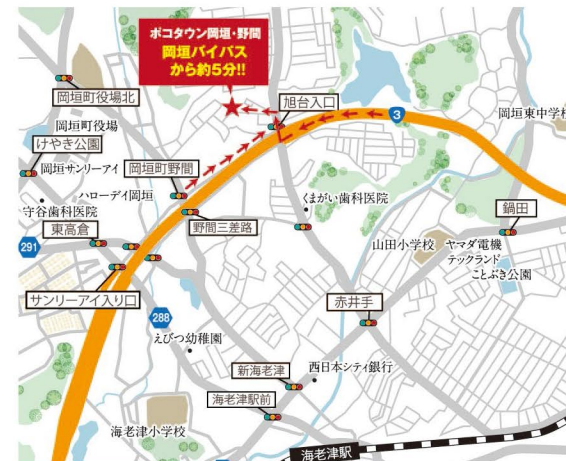 ポコタウン岡垣・野間
岡垣バイパス
から約5分!!
岡垣町役場北
旭台入口
3
岡垣東中学校
岡垣町役場
けやき公園
岡垣サンリーアイ
岡垣町野間
ハローデイ岡垣
守谷歯科医院
くまがい歯科医院
野間三差路
鍋田
291
東高倉
山田小学校
ヤマダ電機
テックランド
ことぶき公園
サンリーアイ入り口
赤井手
288
えびつ幼稚園
新海老津
西日本シティ銀行
海老津駅前
海老津小学校
海老津駅